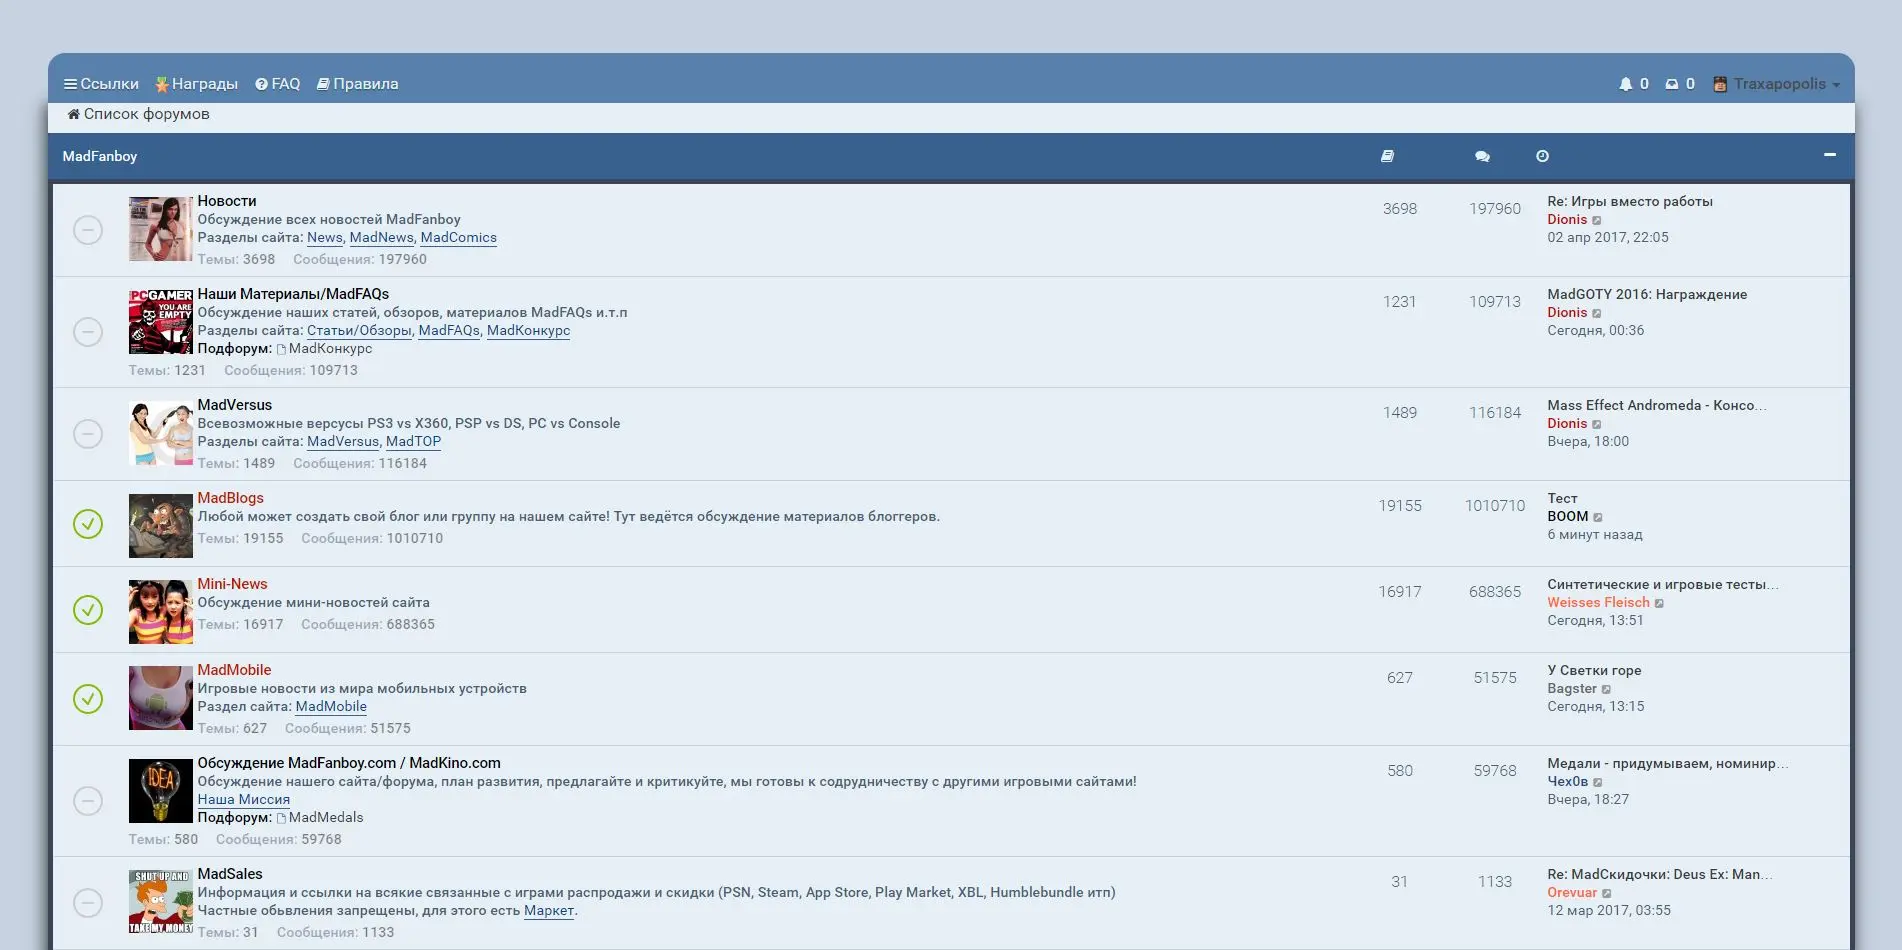 Ссылки Награды FAQ Правила 0 0 Traxapopolis
Список форумов
MadFanboy
Новости
Обсуждение всех новостей MadFanboy
Разделы сайта: News, MadNews, MadComics
Темы: 3698 Сообщения: 197960
3698 197960
Re: Игры вместо работы
Dionis
02 апр 2017, 22:05
PC GAMER
YOU ARE
EMPTY
Наши Материалы/MadFAQs
Обсуждение наших статей, обзоров, материалов MadFAQs и.т.п
Разделы сайта: Статьи/Обзоры, MadFAQs, MadКонкурс
Подфорум: MadКонкурс
Темы: 1231 Сообщения: 109713
1231 109713
MadGOTY 2016: Награждение
Dionis
Сегодня, 00:36
MadVersus
Всевозможные версусы PS3 vs X360, PSP vs DS, PC vs Console
Разделы сайта: MadVersus, MadTOP
Темы: 1489 Сообщения: 116184
1489 116184
Mass Effect Andromeda - Консо...
Dionis
Вчера, 18:00
MadBlogs
Любой может создать свой блог или группу на нашем сайте! Тут ведётся обсуждение материалов блоггеров.
Темы: 19155 Сообщения: 1010710
19155 1010710
Тест
BOOM
6 минут назад
Mini-News
Обсуждение мини-новостей сайта
Темы: 16917 Сообщения: 688365
16917 688365
Синтетические и игровые тесты...
Weisses Fleisch
Сегодня, 13:51
MadMobile
Игровые новости из мира мобильных устройств
Раздел сайта: MadMobile
Темы: 627 Сообщения: 51575
627 51575
У Светки горе
Bagster
Сегодня, 13:15
IDEA
Обсуждение MadFanboy.com / MadKino.com
Обсуждение нашего сайта/форума, план развития, предлагайте и критикуйте, мы готовы к содрудничеству с другими игровыми сайтами!
Наша Миссия
Подфорум: MadMedals
Темы: 580 Сообщения: 59768
580 59768
Медали - придумываем, номинир...
Чех0в
Вчера, 18:27
SHUT UP AND
TAKE MY MONEY
MadSales
Информация и ссылки на всякие связанные с играми распродажи и скидки (PSN, Steam, App Store, Play Market, XBL, Humblebundle итп)
Частные обьвления запрещены, для этого есть Маркет.
Темы: 31 Сообщения: 1133
31 1133
Re: MadСкидочки: Deus Ex: Man...
Orevuar
12 мар 2017, 03:55